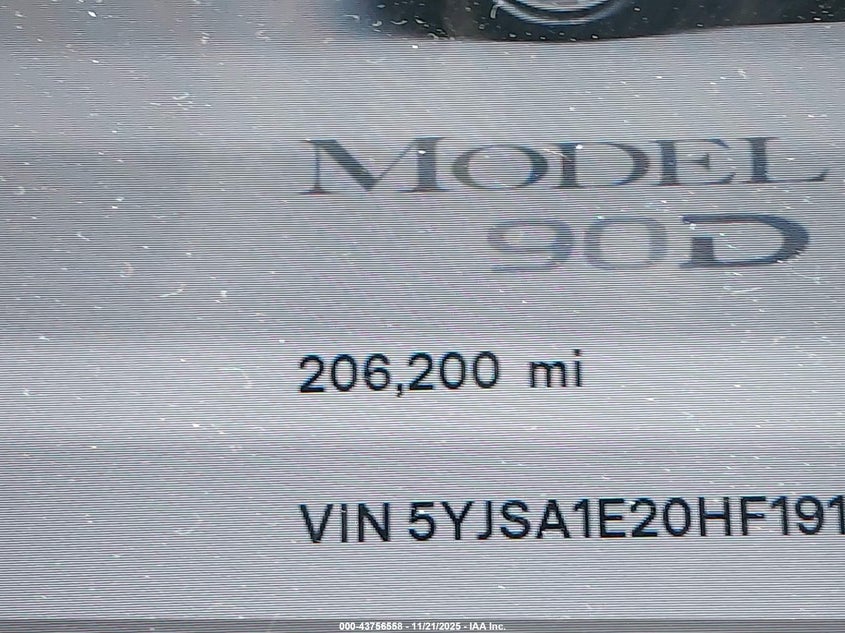 MODEL
90D
206,200 mi
VIN 5YJSA1E20HF191
000-43756558 - 11/21/2025 - IAA Inc.